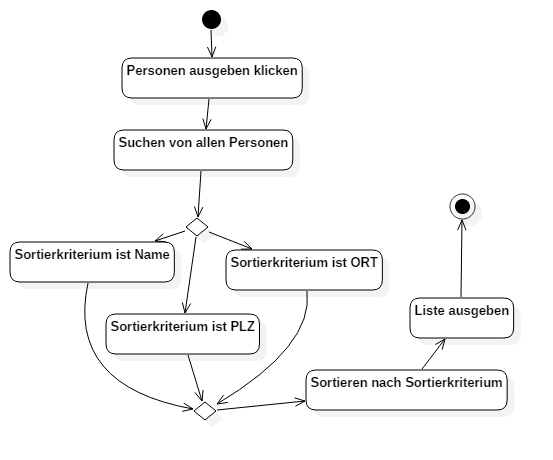 Personen ausgeben klicken
Suchen von allen Personen
Sortierkriterium ist Name
Sortierkriterium ist ORT
Sortierkriterium ist PLZ
Liste ausgeben
Sortieren nach Sortierkriterium